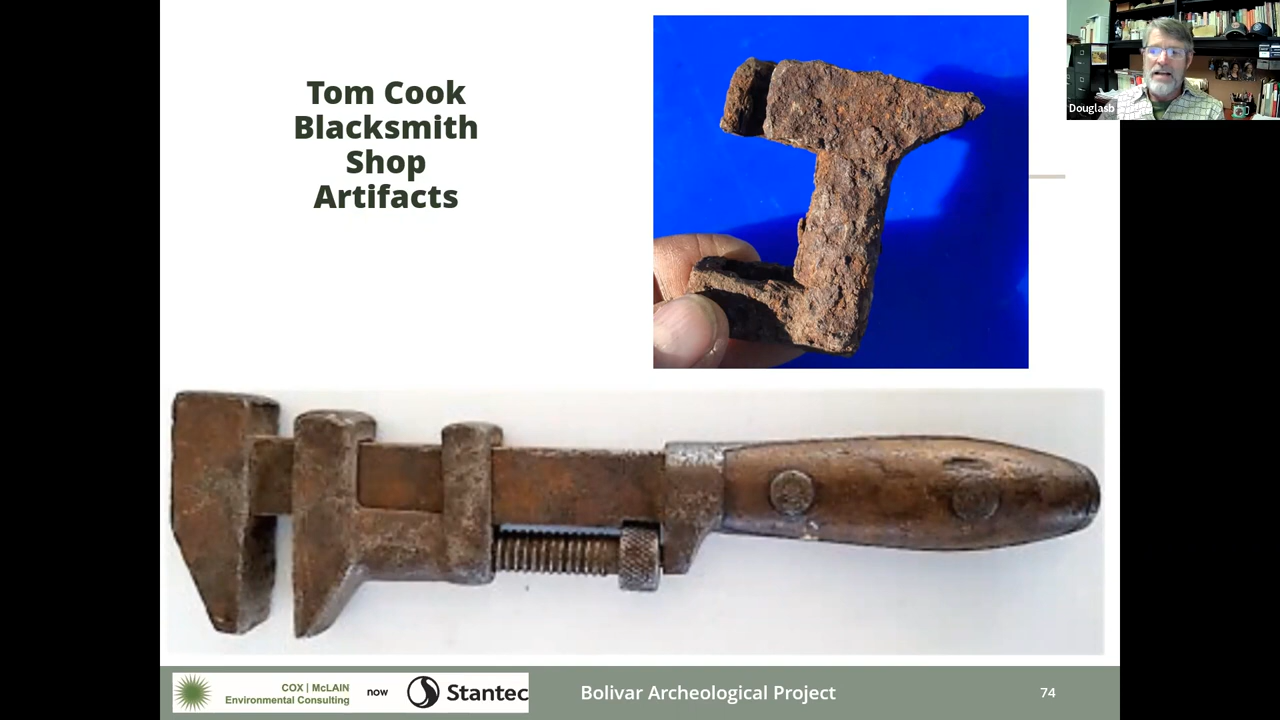 Tom Cook
Blacksmith
Shop
Artifacts
Douglasb
COX | McLAIN
Environmental Consulting
now
Stantec
Bolivar Archeological Project
74